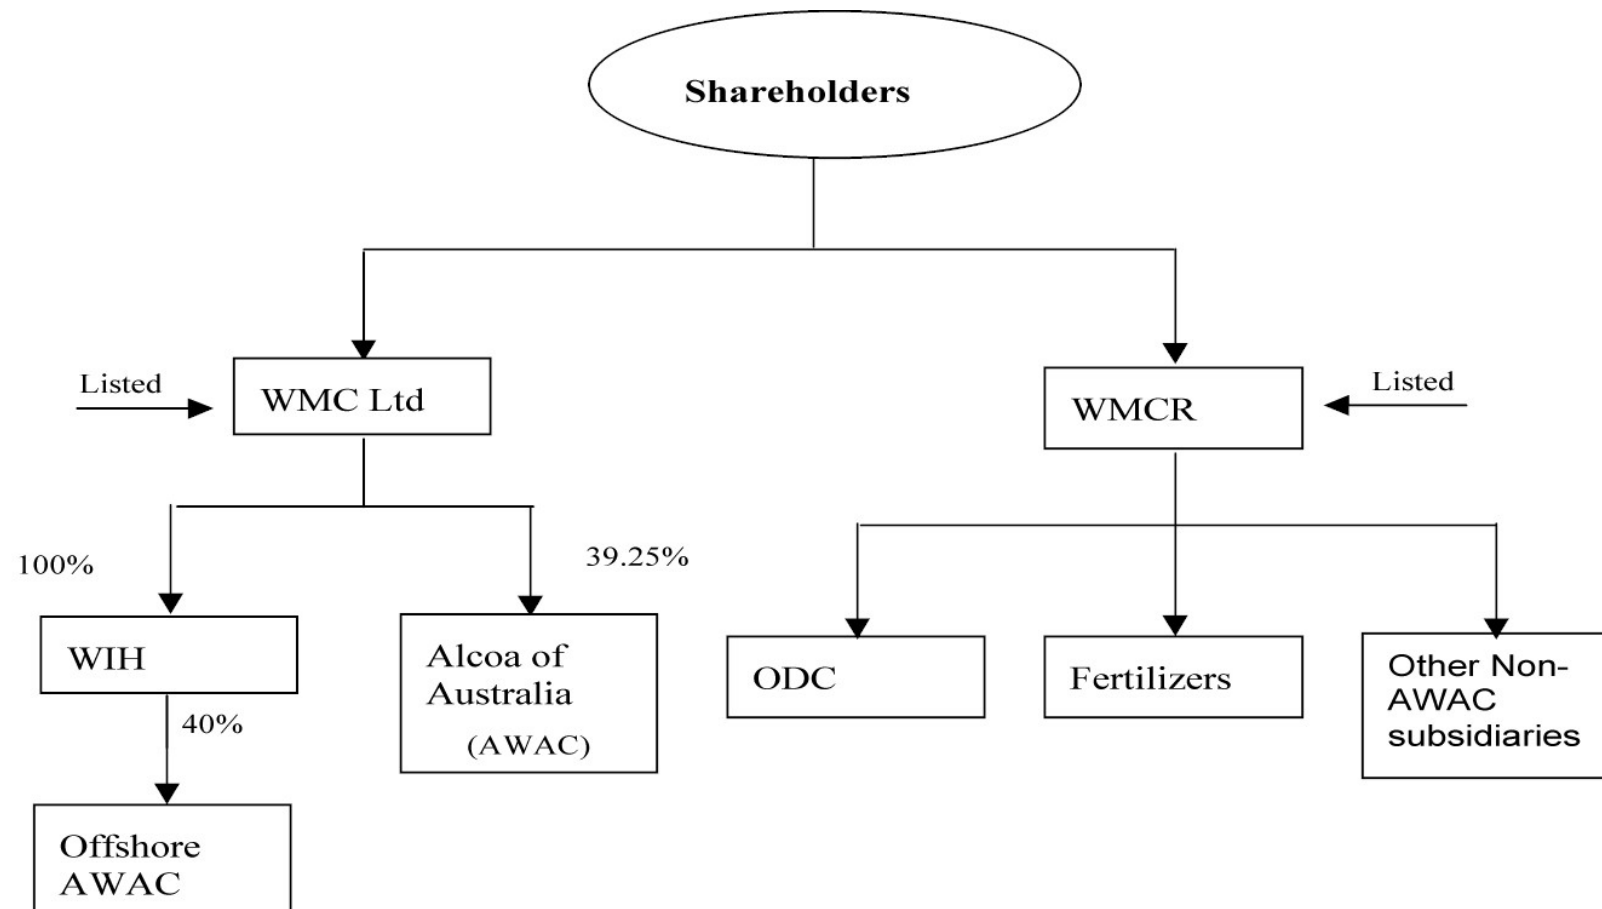 Shareholders
Listed
WMC Ltd
WMCR
Listed
100%
39.25%
WIH
Alcoa of
Australia
(AWAC)
ODC
Fertilizers
Other Non-
AWAC
subsidiaries
40%
Offshore
AWAC